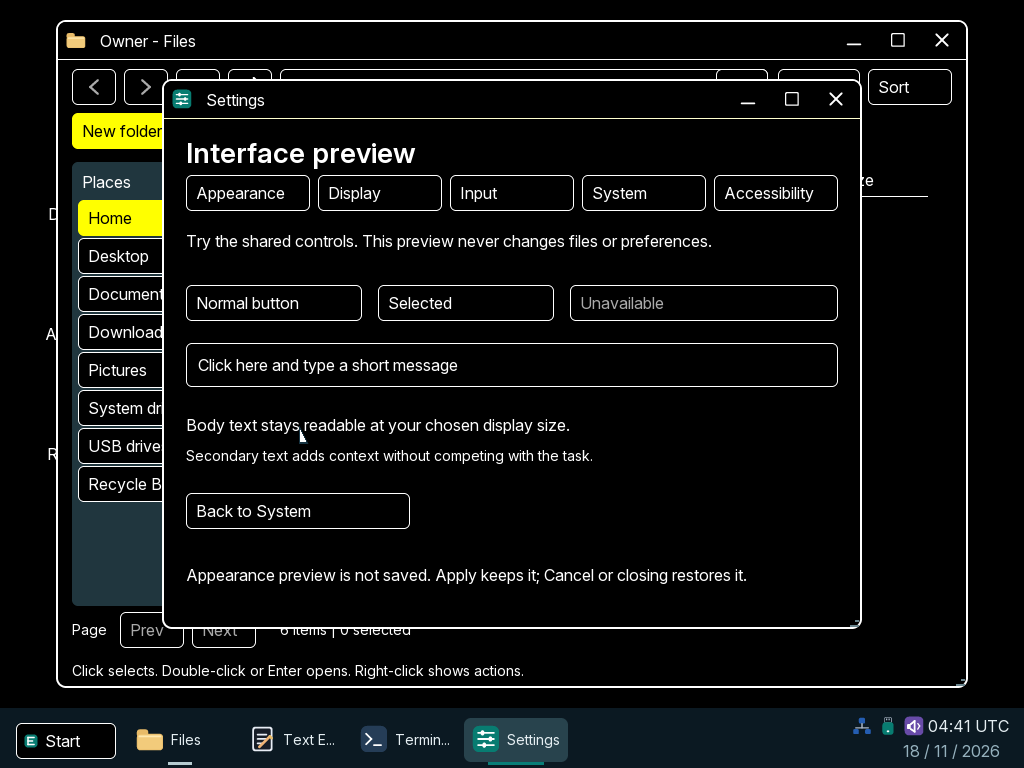 Owner - Files
Sort
New folder
Places
Home
Desktop
Document
Download
Pictures
System dri
USB drive
Recycle B
Settings
Interface preview
Appearance
Display
Input
System
Accessibility
Try the shared controls. This preview never changes files or preferences.
Normal button
Selected
Unavailable
Click here and type a short message
Body text stays readable at your chosen display size.
Secondary text adds context without competing with the task.
Back to System
Appearance preview is not saved. Apply keeps it; Cancel or closing restores it.
Page
Prev
Next
6 items | 0 selected
Click selects. Double-click or Enter opens. Right-click shows actions.
Start
Files
Text E...
Termin...
Settings
04:41 UTC
18 / 11 / 2026